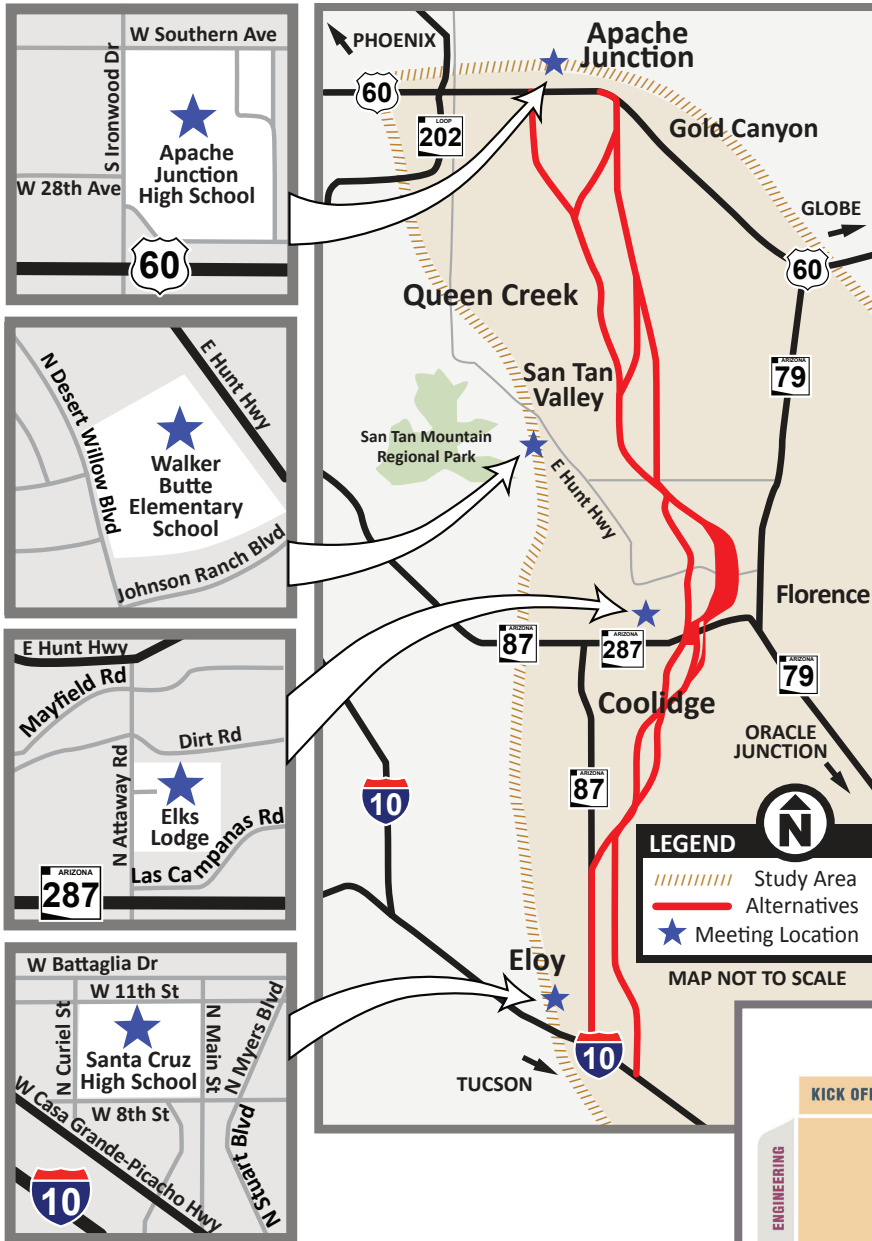 W Southern Ave
S Ironwood Dr
Apache
Junction
High School
W 28th Ave
60
N Desert Willow Blvd
E Hunt Hwy
Walker
Butte
Elementary
School
Johnson Ranch Blvd
E Hunt Hwy
Mayfield Rd
Dirt Rd
N Attaway Rd
Elks
Lodge
Las Campanas Rd
ARIZONA
287
W Battaglia Dr
W 11th St
N Curiel St
N Main St
N Myers Blvd
Santa Cruz
High School
W 8th St
W Casa Grande-Picacho Hwy
N Stuart Blvd
10
PHOENIX
Apache
Junction
60
LOOP
202
Gold Canyon
GLOBE
60
Queen Creek
ARIZONA
79
San Tan
Valley
San Tan Mountain
Regional Park
E Hunt Hwy
Florence
ARIZONA
87
ARIZONA
287
ARIZONA
79
Coolidge
ORACLE
JUNCTION
10
ARIZONA
87
N
LEGEND
Study Area
Alternatives
Meeting Location
MAP NOT TO SCALE
Eloy
10
TUCSON
KICK OF
ENGINEERING